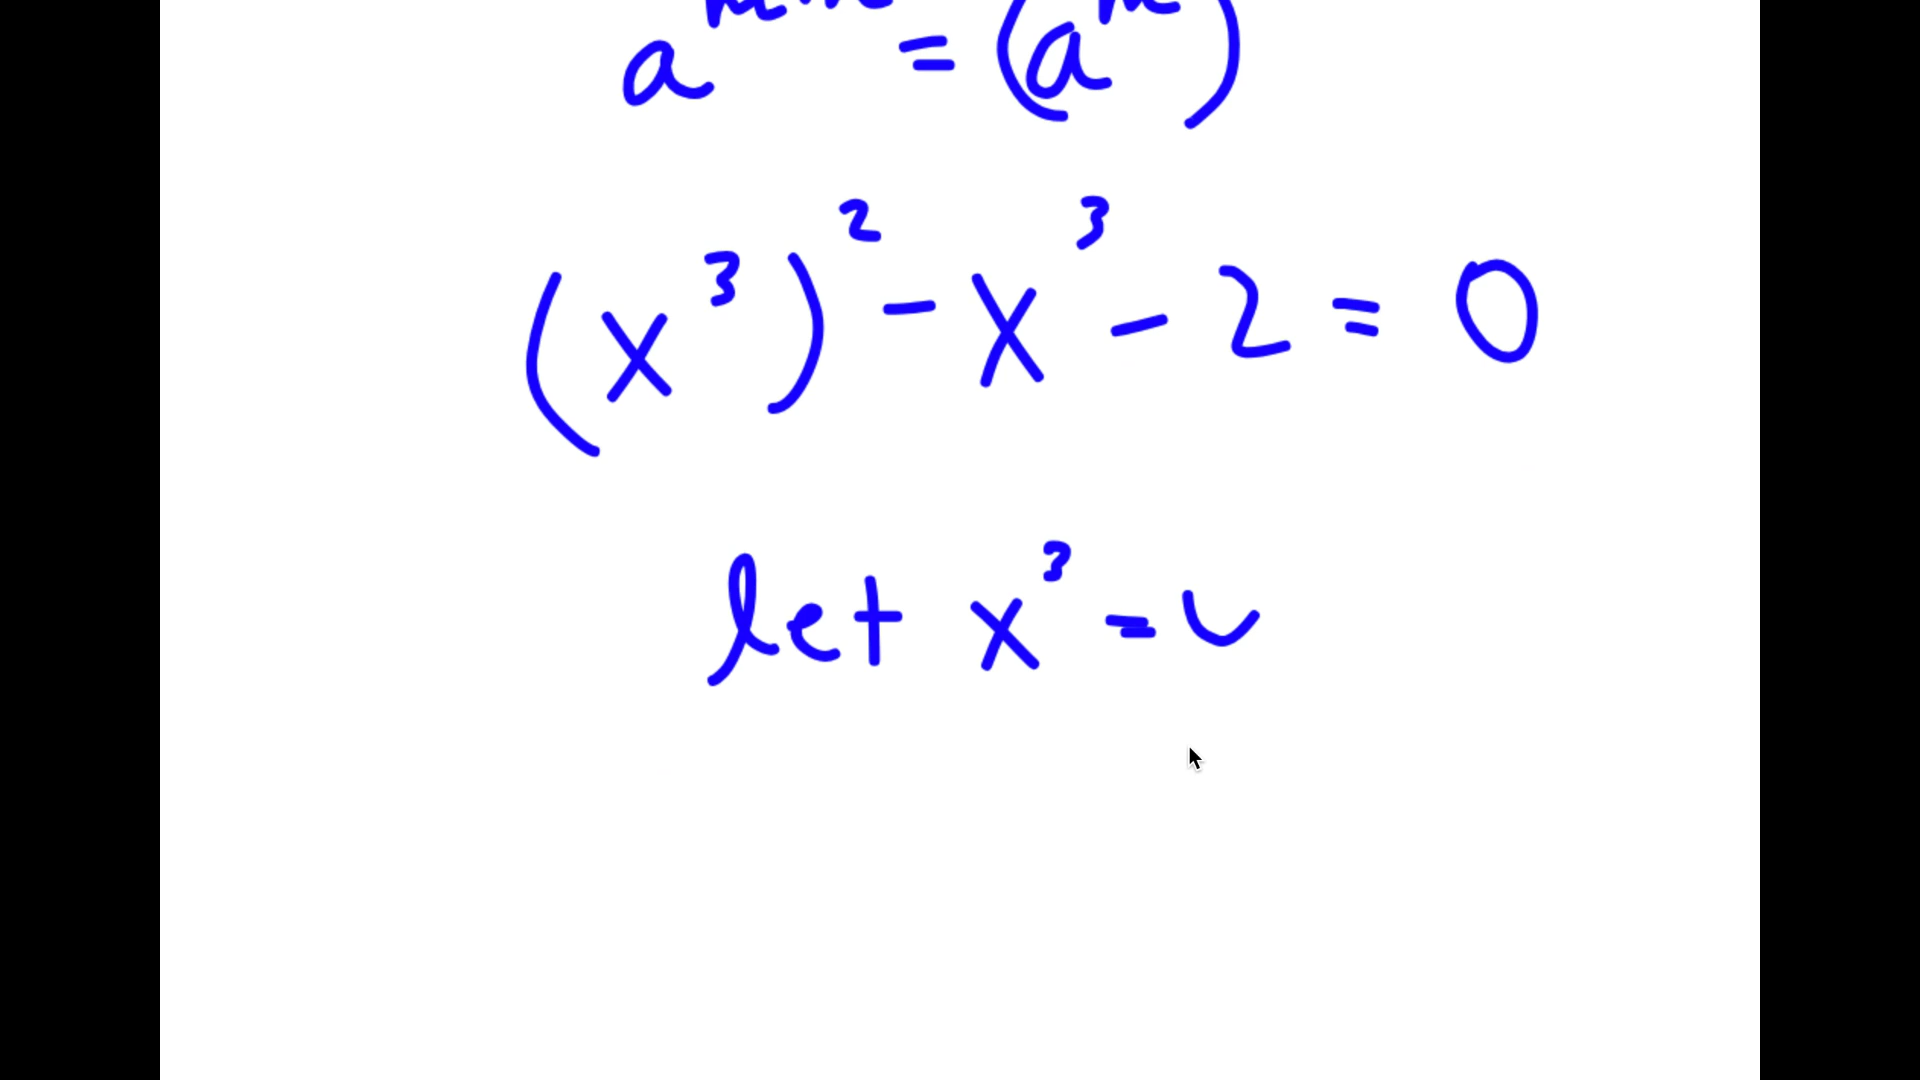 a = (a )
(x³)² - x³ - 2 = 0
let x³ = u